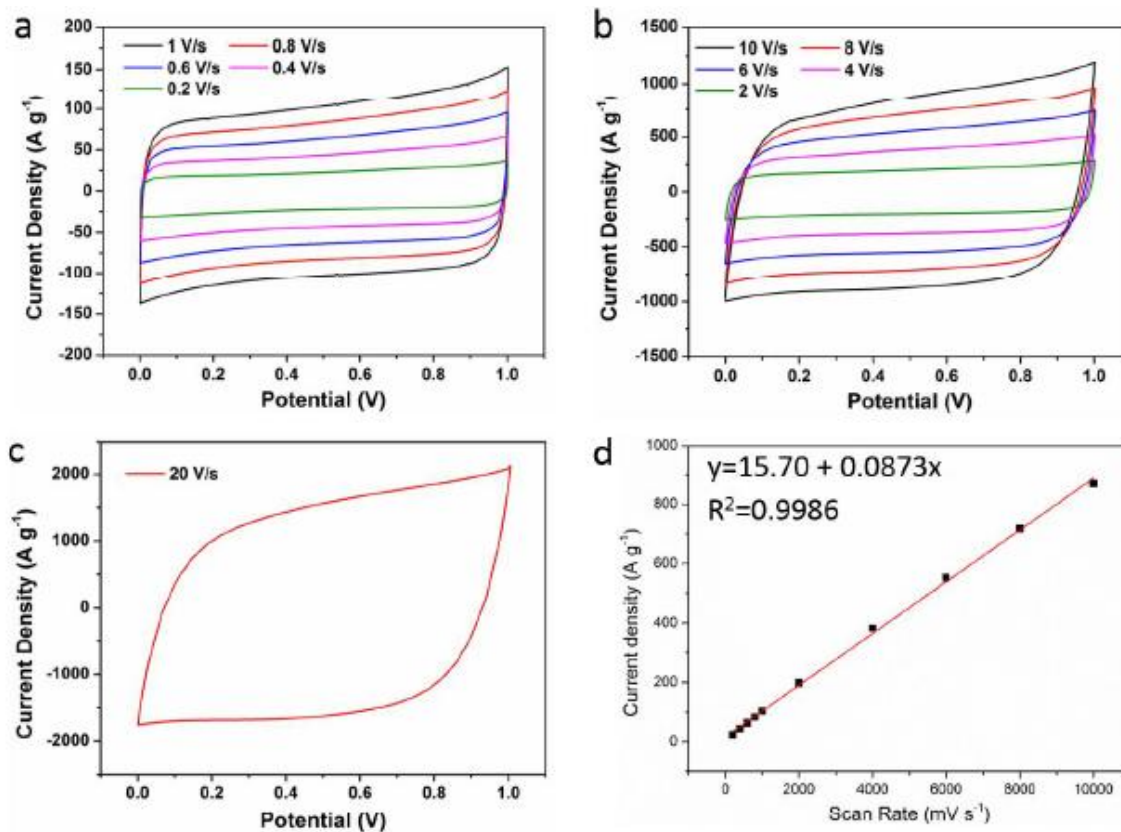 a
1 V/s 0.8 V/s
0.6 V/s 0.4 V/s
0.2 V/s
200
150
100
50
0
-50
-100
-150
-200
Current Density (A g⁻¹)
0.0 0.2 0.4 0.6 0.8 1.0
Potential (V)
b
10 V/s 8 V/s
6 V/s 4 V/s
2 V/s
1500
1000
500
0
-500
-1000
-1500
Current Density (A g⁻¹)
0.0 0.2 0.4 0.6 0.8 1.0
Potential (V)
c
20 V/s
2000
1000
0
-1000
-2000
Current Density (A g⁻¹)
0.0 0.2 0.4 0.6 0.8 1.0
Potential (V)
d
y=15.70 + 0.0873x
R²=0.9986
1000
800
600
400
200
0
Current density (A g⁻¹)
0 2000 4000 6000 8000 10000
Scan Rate (mV s⁻¹)